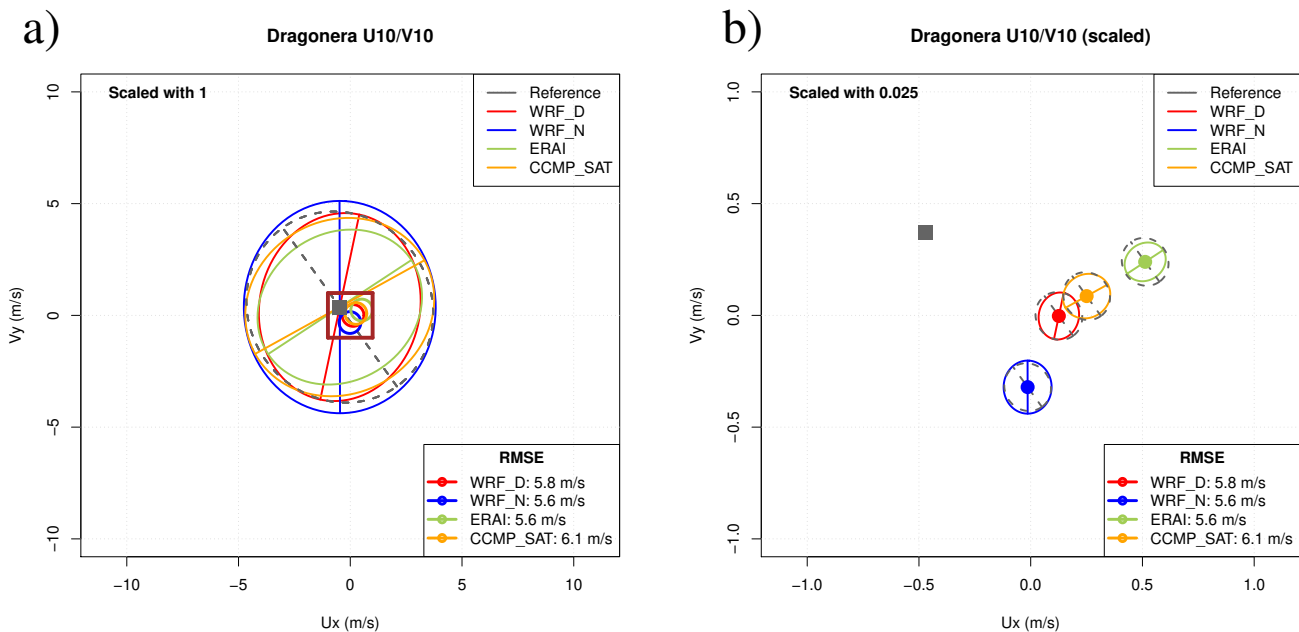 a)
Dragonera U10/V10
Scaled with 1
Reference
WRF_D
WRF_N
ERAI
CCMP_SAT
Vy (m/s)
10
5
0
−5
−10
RMSE
WRF_D: 5.8 m/s
WRF_N: 5.6 m/s
ERAI: 5.6 m/s
CCMP_SAT: 6.1 m/s
−10
−5
0
5
10
Ux (m/s)
b)
Dragonera U10/V10 (scaled)
Scaled with 0.025
Reference
WRF_D
WRF_N
ERAI
CCMP_SAT
Vy (m/s)
1.0
0.5
0.0
−0.5
−1.0
RMSE
WRF_D: 5.8 m/s
WRF_N: 5.6 m/s
ERAI: 5.6 m/s
CCMP_SAT: 6.1 m/s
−1.0
−0.5
0.0
0.5
1.0
Ux (m/s)